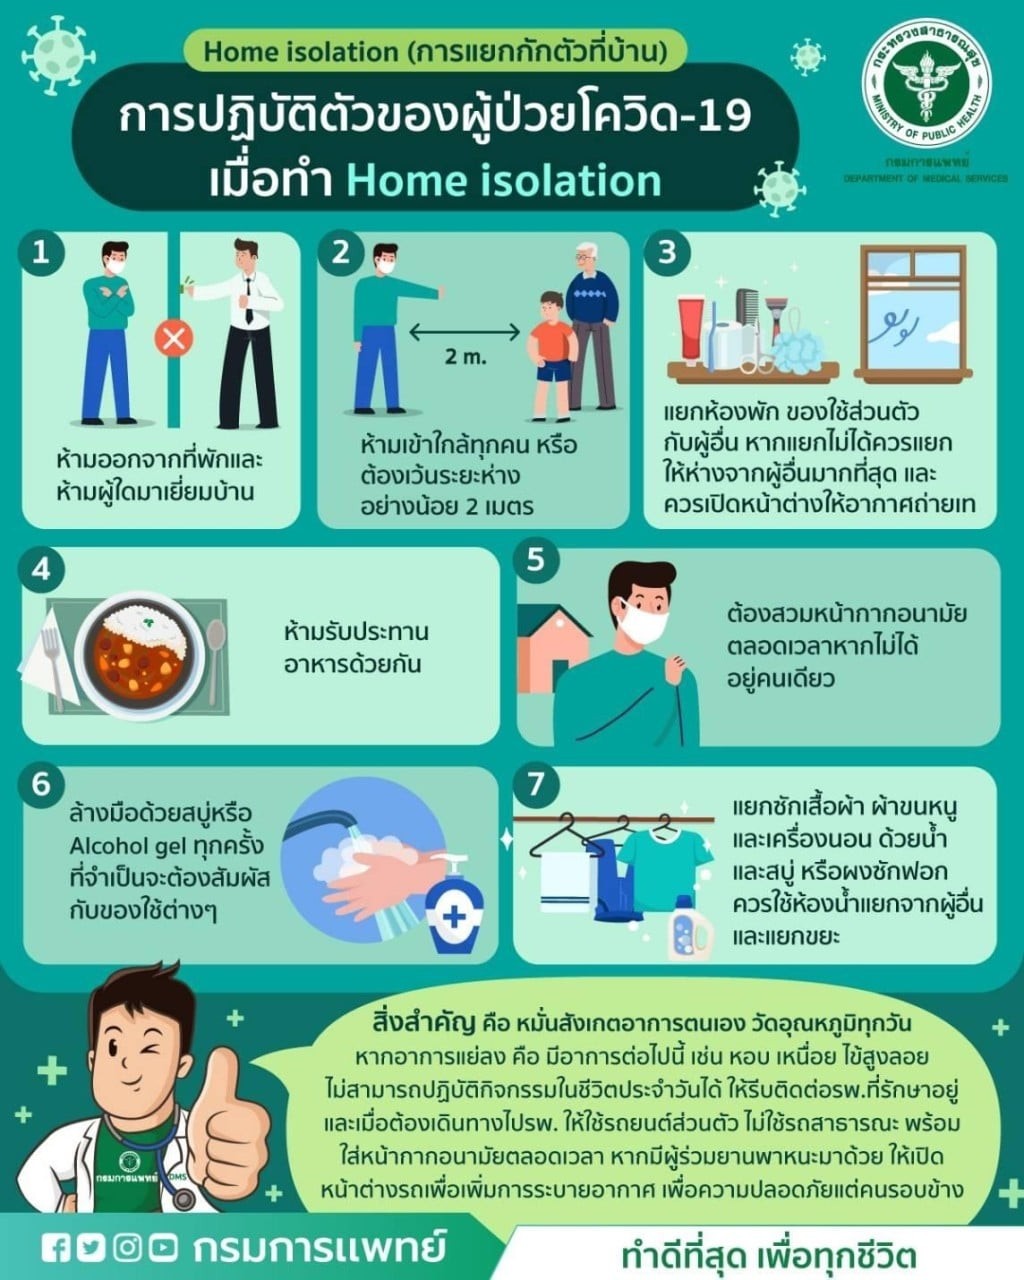 Home isolation (การแยกกักตัวที่บ้าน)
การปฏิบัติตัวของผู้ป่วยโควิด-19
เมื่อทำ Home isolation
กระทรวงสาธารณสุข
MINISTRY OF PUBLIC HEALTH
กรมการแพทย์
DEPARTMENT OF MEDICAL SERVICES
1
ห้ามออกจากที่พักและ
ห้ามผู้ใดมาเยี่ยมบ้าน
2
2 m.
ห้ามเข้าใกล้ทุกคน หรือ
ต้องเว้นระยะห่าง
อย่างน้อย 2 เมตร
3
แยกห้องพัก ของใช้ส่วนตัว
กับผู้อื่น หากแยกไม่ได้ควรแยก
ให้ห่างจากผู้อื่นมากที่สุด และ
ควรเปิดหน้าต่างให้อากาศถ่ายเท
4
ห้ามรับประทาน
อาหารด้วยกัน
5
ต้องสวมหน้ากากอนามัย
ตลอดเวลาหากไม่ได้
อยู่คนเดียว
6
ล้างมือด้วยสบู่หรือ
Alcohol gel ทุกครั้ง
ที่จำเป็นจะต้องสัมผัส
กับของใช้ต่างๆ
7
แยกซักเสื้อผ้า ผ้าขนหนู
และเครื่องนอน ด้วยน้ำ
และสบู่ หรือผงซักฟอก
ควรใช้ห้องน้ำแยกจากผู้อื่น
และแยกขยะ
สิ่งสำคัญ คือ หมั่นสังเกตอาการตนเอง วัดอุณหภูมิทุกวัน
หากอาการแย่ลง คือ มีอาการต่อไปนี้ เช่น หอบ เหนื่อย ไข้สูงลอย
ไม่สามารถปฏิบัติกิจกรรมในชีวิตประจำวันได้ ให้รีบติดต่อรพ.ที่รักษาอยู่
และเมื่อต้องเดินทางไปรพ. ให้ใช้รถยนต์ส่วนตัว ไม่ใช้รถสาธารณะ พร้อม
ใส่หน้ากากอนามัยตลอดเวลา หากมีผู้ร่วมยานพาหนะมาด้วย ให้เปิด
หน้าต่างรถเพื่อเพิ่มการระบายอากาศ เพื่อความปลอดภัยแต่คนรอบข้าง
กรมการแพทย์ DMS
กรมการแพทย์
ทำดีที่สุด เพื่อทุกชีวิต